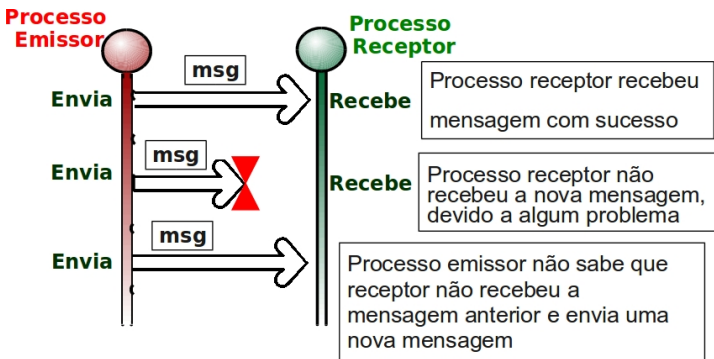 Processo
Emissor
Processo
Receptor
msg
Envia
Recebe
Processo receptor recebeu
mensagem com sucesso
msg
Envia
Recebe
Processo receptor não
recebeu a nova mensagem,
devido a algum problema
msg
Envia
Processo emissor não sabe que
receptor não recebeu a
mensagem anterior e envia uma
nova mensagem